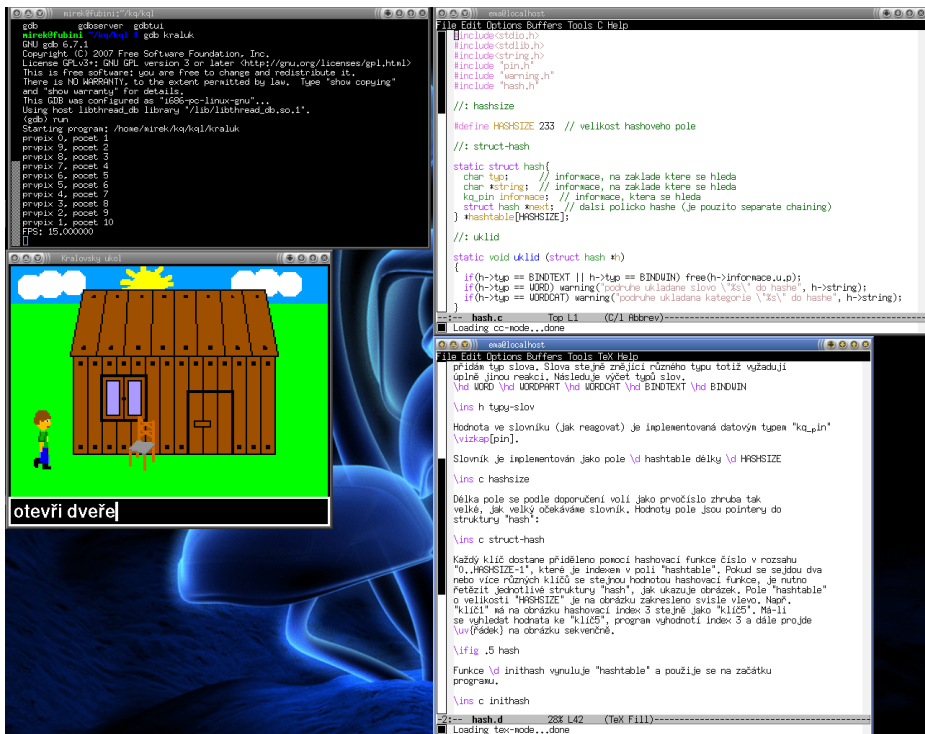 mirek@fubini:~/kq/kql
gdb gdbserver gdbtui
mirek@fubini ~/kq/kql $ gdb kraluk
GNU gdb 6.7.1
Copyright (C) 2007 Free Software Foundation, Inc.
License GPLv3+: GNU GPL version 3 or later <http://gnu.org/licenses/gpl.html>
This is free software: you are free to change and redistribute it.
There is NO WARRANTY, to the extent permitted by law. Type "show copying"
and "show warranty" for details.
This GDB was configured as "i686-pc-linux-gnu"...
Using host libthread_db library "/lib/libthread_db.so.1".
(gdb) run
Starting program: /home/mirek/kq/kql/kraluk
prvpix 0, pocet 1
prvpix 9, pocet 2
prvpix 8, pocet 3
prvpix 7, pocet 4
prvpix 6, pocet 5
prvpix 5, pocet 6
prvpix 4, pocet 7
prvpix 3, pocet 8
prvpix 2, pocet 9
prvpix 1, pocet 10
FPS: 15.000000
Kralovsky ukol
otevři dveře
ema@localhost
File Edit Options Buffers Tools C Help
#include<stdio.h>
#include<stdlib.h>
#include<string.h>
#include "pin.h"
#include "warning.h"
#include "hash.h"
//: hashsize
#define HASHSIZE 233 // velikost hashoveho pole
//: struct-hash
static struct hash{
char typ; // informace, na zaklade ktere se hleda
char *string; // informace, na zaklade ktere se hleda
kq_pin informace; // informace, ktera se hleda
struct hash *next; // dalsi policko hashe (je pouzito separate chaining)
} *hashtable[HASHSIZE];
//: uklid
static void uklid (struct hash *h)
{
if(h->typ == BINDTEXT || h->typ == BINDWIN) free(h->informace.u.p);
if(h->typ == WORD) warning("podruhe ukladane slovo \"%s\" do hashe", h->string);
if(h->typ == WORDCAT) warning("podruhe ukladana kategorie \"%s\" do hashe", h->string);
}
--:-- hash.c Top L1 (C/l Abbrev)
Loading cc-mode...done
ema@localhost
File Edit Options Buffers Tools TeX Help
přidám typ slova. Slova stejně znějící různého typu totiž vyžadují
úplně jinou reakci. Následuje výčet typů slov.
\hd WORD \hd WORDPART \hd WORDCAT \hd BINDTEXT \hd BINDWIN
\ins h typy-slov
Hodnota ve slovníku (jak reagovat) je implementovaná datovým typem "kq_pin"
\vizkap[pin].
Slovník je implementován jako pole \d hashtable délky \d HASHSIZE
\ins c hashsize
Délka pole se podle doporučení volí jako prvočíslo zhruba tak
velké, jak velký očekáváme slovník. Hodnoty pole jsou pointery do
struktury "hash":
\ins c struct-hash
Každý klíč dostane přiděleno pomocí hashovací funkce číslo v rozsahu
"0..HASHSIZE-1", které je indexem v poli "hashtable". Pokud se sejdou dva
nebo více různých klíčů se stejnou hodnotou hashovací funkce, je nutno
řetězit jednotlivé struktury "hash", jak ukazuje obrázek. Pole "hashtable"
o velikosti "HASHSIZE" je na obrázku zakresleno svisle vlevo. Např.
"klíč1" má na obrázku hashovací index 3 stejně jako "klíč5". Má-li
se vyhledat hodnata ke "klíč5", program vyhodnotí index 3 a dále projde
\uv{řádek} na obrázku sekvenčně.
\ifig .5 hash
Funkce \d inithash vynuluje "hashtable" a použije se na začátku
programu.
\ins c inithash
-2:-- hash.d 28% L42 (TeX Fill)
Loading tex-mode...done